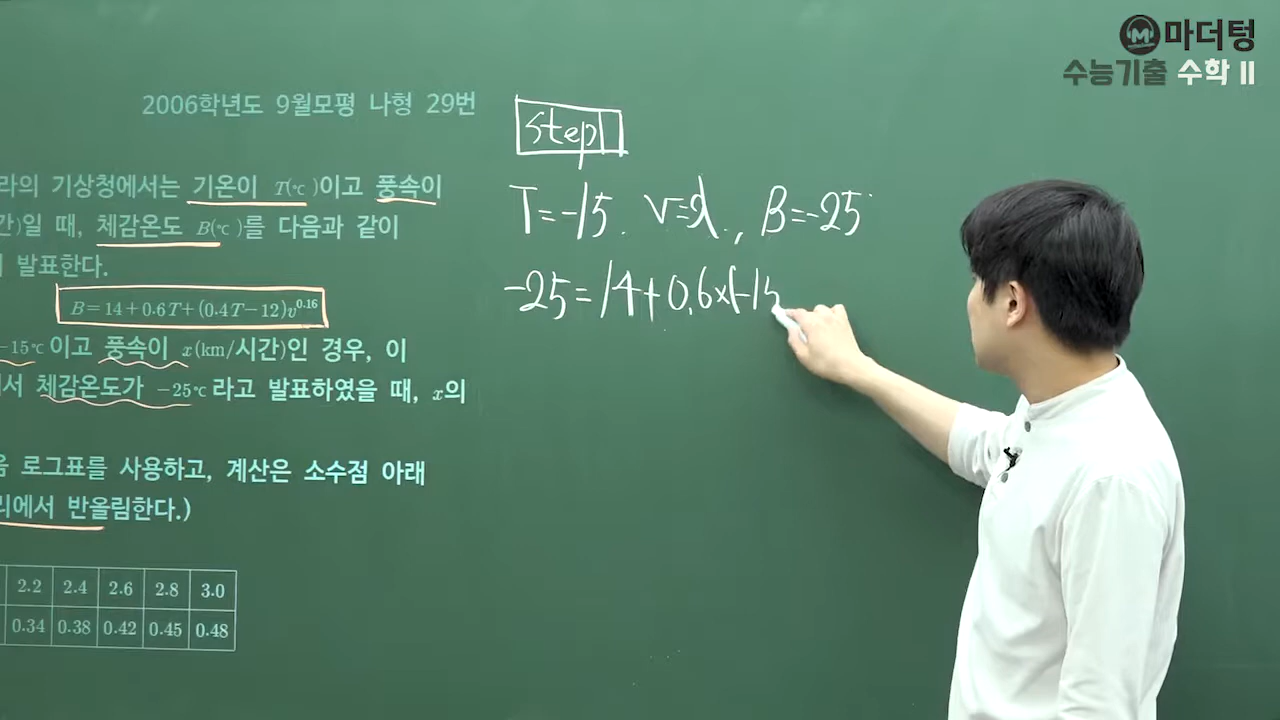 마더텅
수능기출 수학 II
2006학년도 9월모평 나형 29번
라의 기상청에서는 기온이 T(℃)이고 풍속이
간)일 때, 체감온도 B(℃)를 다음과 같이
발표한다.
B=14+0.6T+(0.4T-12)v^0.16
-15℃이고 풍속이 x(km/시간)인 경우, 이
서 체감온도가 -25℃라고 발표하였을 때, x의
로그표를 사용하고, 계산은 소수점 아래
리에서 반올림한다.)
2.2 2.4 2.6 2.8 3.0
0.34 0.38 0.42 0.45 0.48
Step1
T=-15. v=x, B=-25
-25=14+0.6×(-15